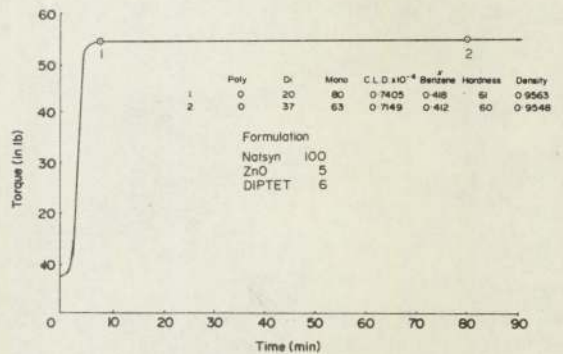 60
50
40
30
20
10
0
Torque (in lb)
1
2
Poly Di Mono C.L.D. x10⁻⁴ Benzene Hardness Density
x
1 0 20 80 0·7405 0·418 61 0·9563
2 0 37 63 0·7149 0·412 60 0·9548
Formulation
Natsyn 100
ZnO 5
DIPTET 6
10 20 30 40 50 60 70 80 90
Time (min)